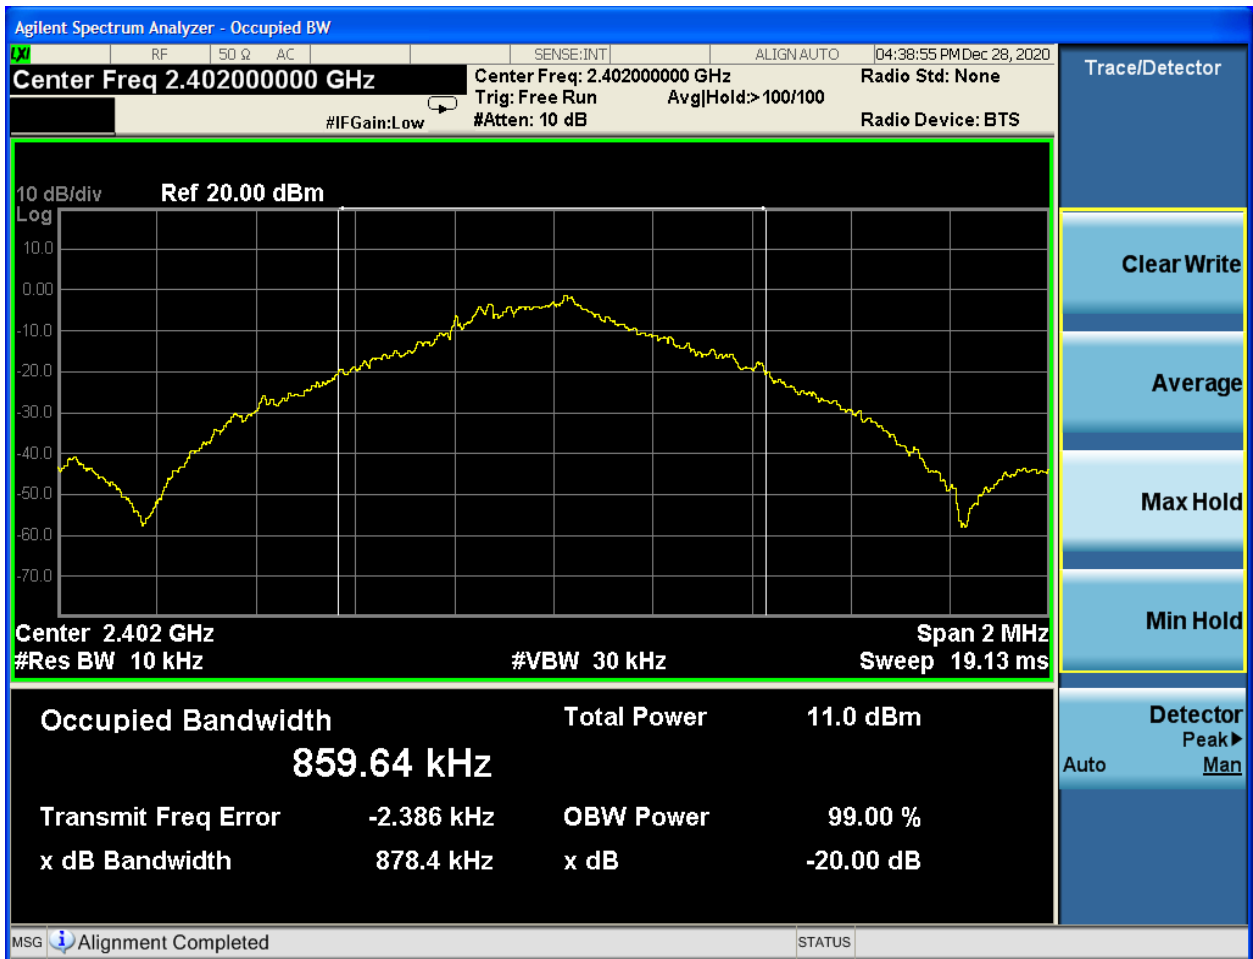 Agilent Spectrum Analyzer - Occupied BW
LXI RF 50 Ω AC SENSE:INT ALIGN AUTO 04:38:55 PM Dec 28, 2020
Center Freq 2.402000000 GHz
Center Freq: 2.402000000 GHz Radio Std: None
Trig: Free Run Avg|Hold:> 100/100
#IFGain:Low #Atten: 10 dB Radio Device: BTS
10 dB/div Ref 20.00 dBm
Log
10.0
0.00
-10.0
-20.0
-30.0
-40.0
-50.0
-60.0
-70.0
Center 2.402 GHz Span 2 MHz
#Res BW 10 kHz #VBW 30 kHz Sweep 19.13 ms
Occupied Bandwidth Total Power 11.0 dBm
859.64 kHz
Transmit Freq Error -2.386 kHz OBW Power 99.00 %
x dB Bandwidth 878.4 kHz x dB -20.00 dB
MSG Alignment Completed STATUS
Trace/Detector
Clear Write
Average
Max Hold
Min Hold
Detector
Peak▶
Auto Man